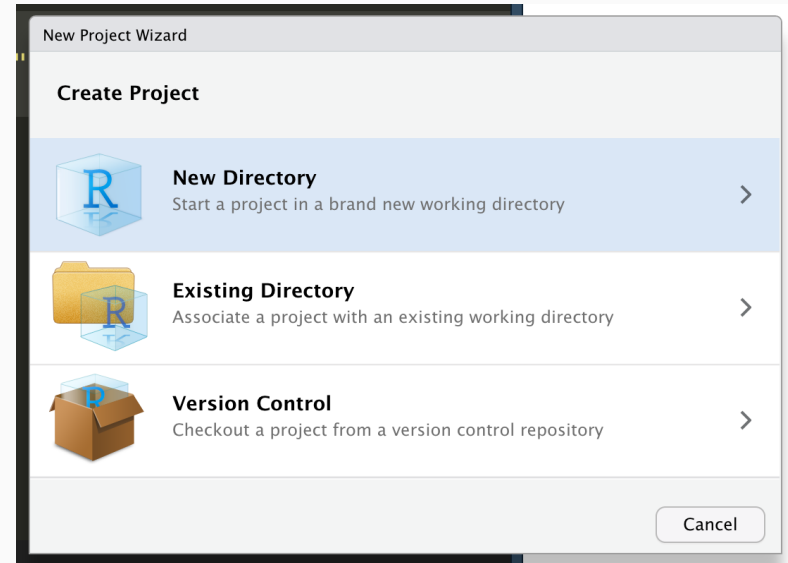 New Project Wizard
"
Create Project
R
New Directory
Start a project in a brand new working directory
R
Existing Directory
Associate a project with an existing working directory
R
Version Control
Checkout a project from a version control repository
Cancel